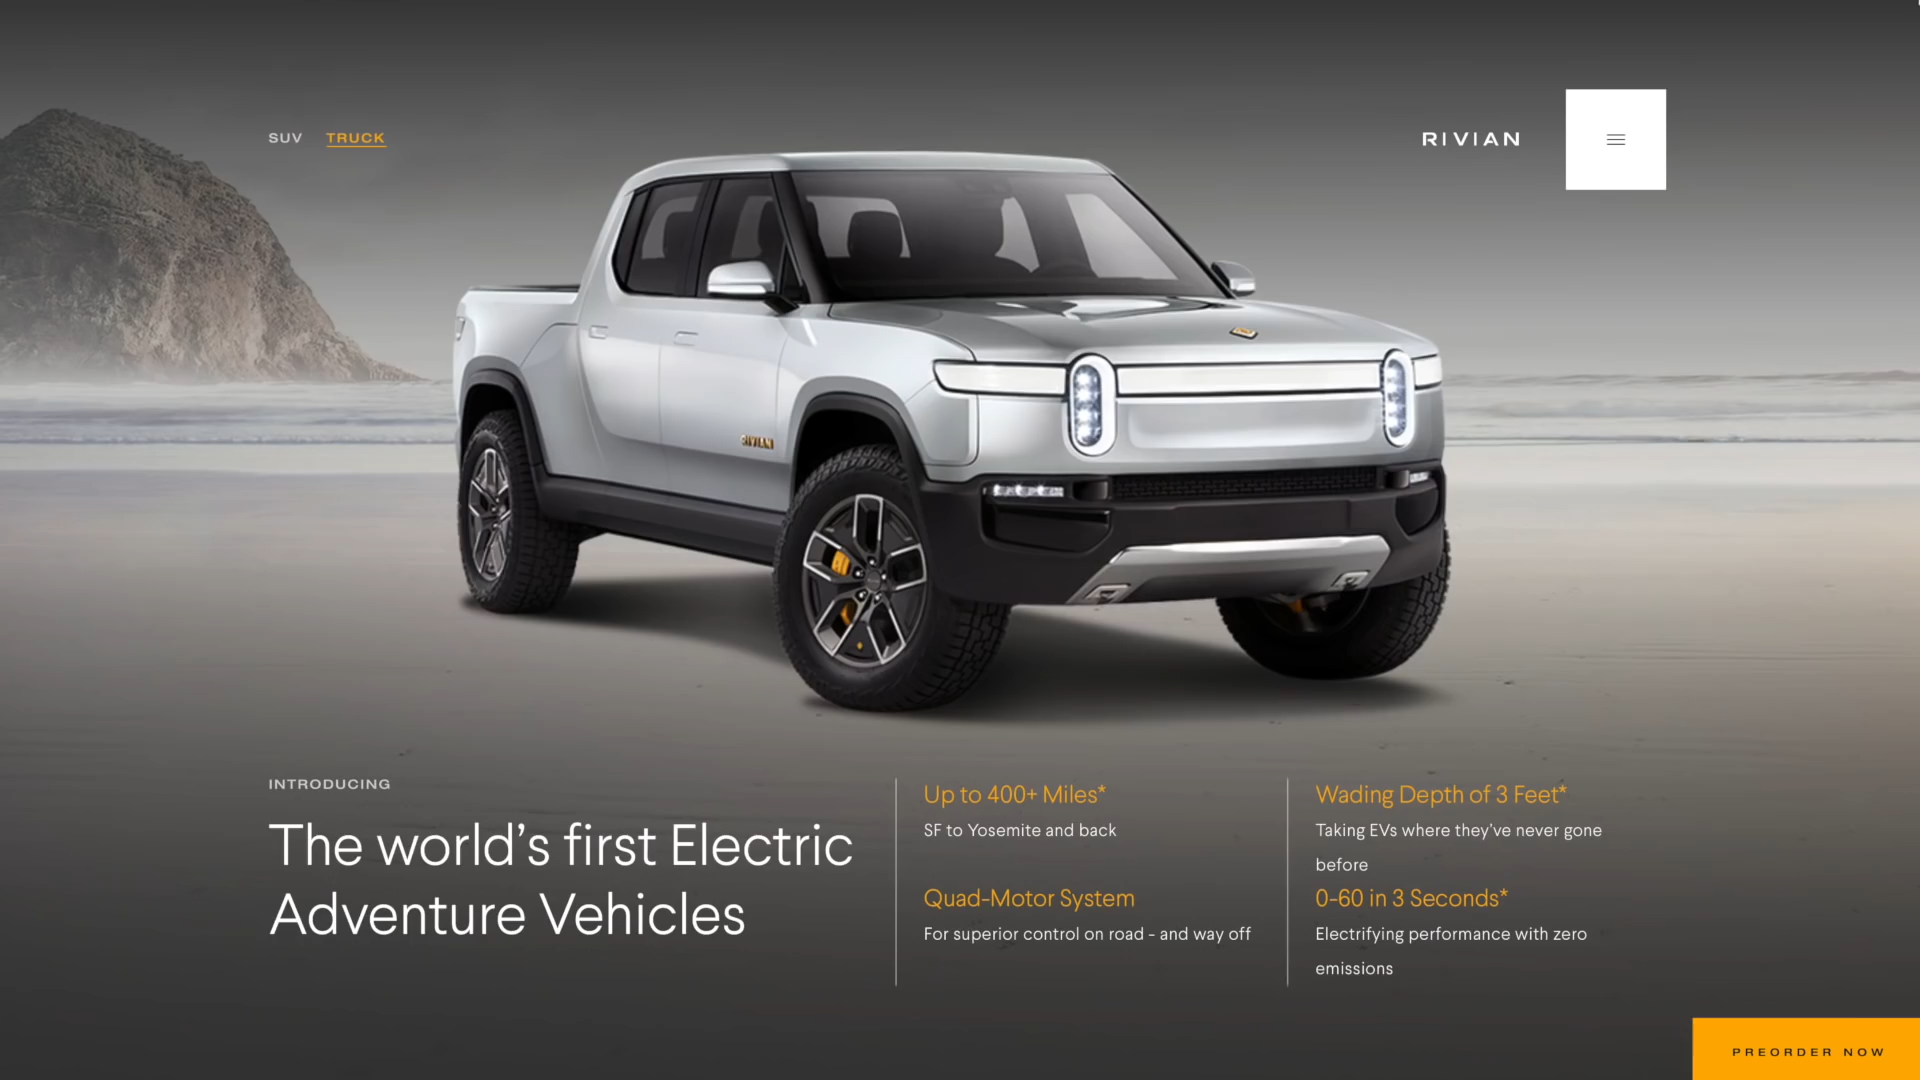 SUV TRUCK
RIVIAN
RIVIAN
INTRODUCING
The world’s first Electric
Adventure Vehicles
Up to 400+ Miles*
SF to Yosemite and back
Quad-Motor System
For superior control on road - and way off
Wading Depth of 3 Feet*
Taking EVs where they’ve never gone
before
0-60 in 3 Seconds*
Electrifying performance with zero
emissions
PREORDER NOW